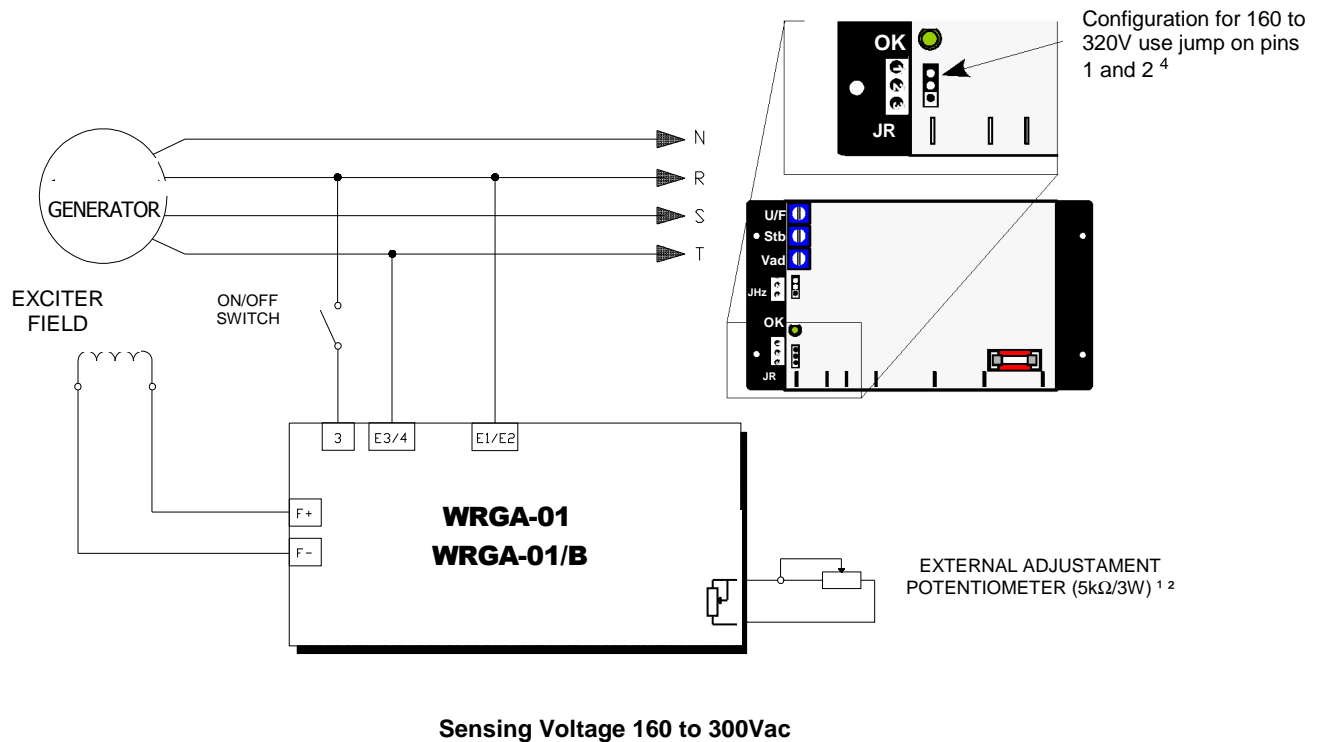 Configuration for 160 to
320V use jump on pins
1 and 2 ⁴
OK
JR
N
R
S
T
GENERATOR
U/F
Stb
Vad
JHz
OK
JR
EXCITER
FIELD
ON/OFF
SWITCH
3
E3/4
E1/E2
F+
F-
WRGA-01
WRGA-01/B
EXTERNAL ADJUSTAMENT
POTENTIOMETER (5kΩ/3W) ¹ ²
Sensing Voltage 160 to 300Vac